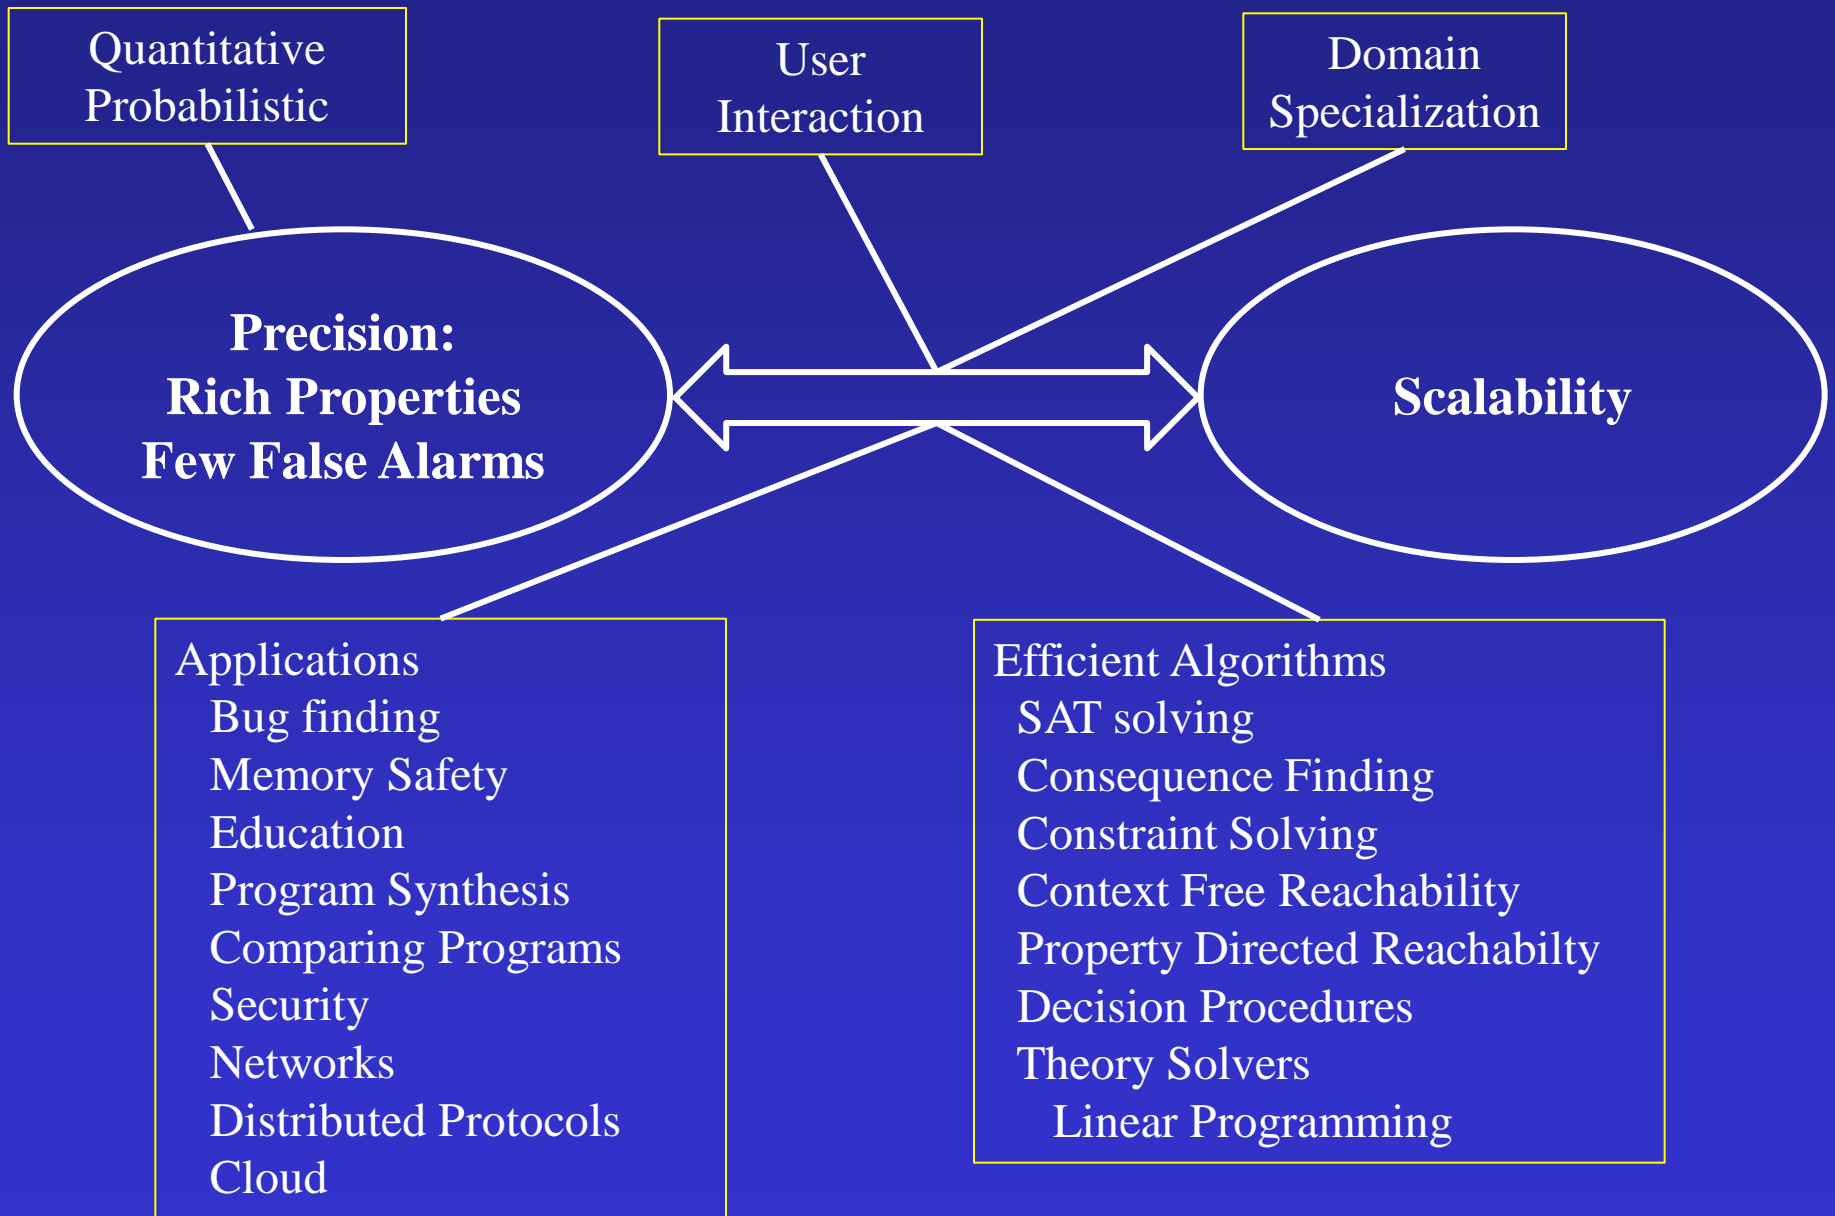 Quantitative
Probabilistic
User
Interaction
Domain
Specialization
Precision:
Rich Properties
Few False Alarms
Scalability
Applications
Bug finding
Memory Safety
Education
Program Synthesis
Comparing Programs
Security
Networks
Distributed Protocols
Cloud
Efficient Algorithms
SAT solving
Consequence Finding
Constraint Solving
Context Free Reachability
Property Directed Reachabilty
Decision Procedures
Theory Solvers
Linear Programming